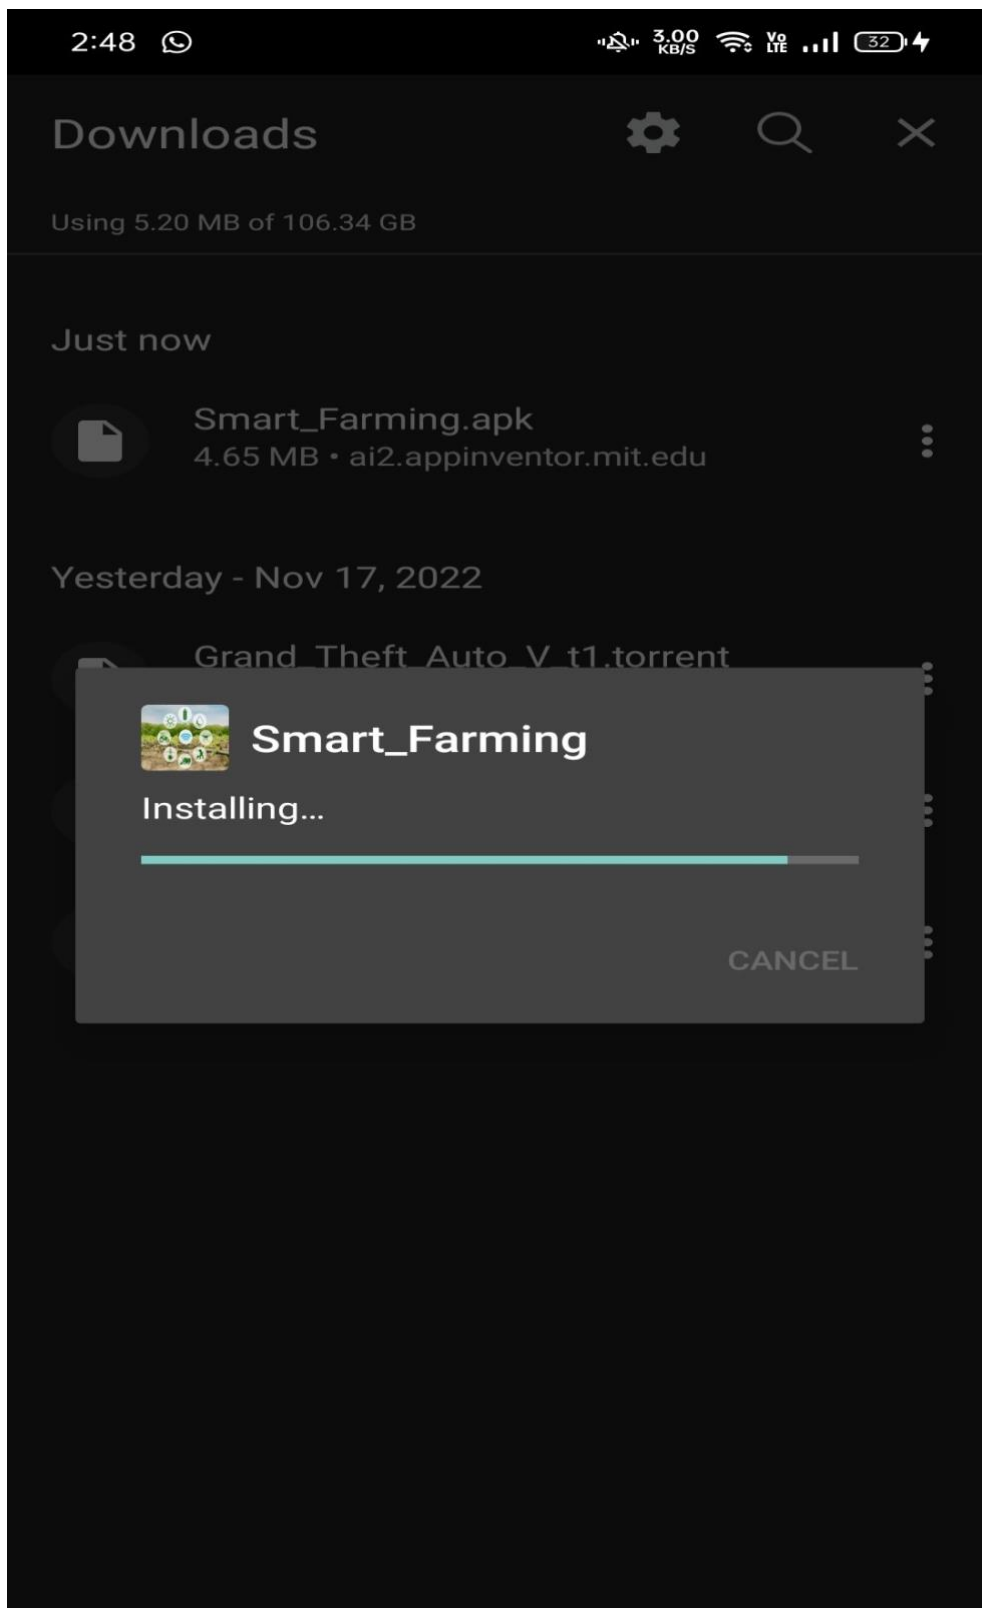 2:48
3.00
KB/S
Vo
LTE
32
Downloads
Using 5.20 MB of 106.34 GB
Just now
Smart_Farming.apk
4.65 MB • ai2.appinventor.mit.edu
Yesterday - Nov 17, 2022
Grand_Theft_Auto_V_t1.torrent
Smart_Farming
Installing...
CANCEL